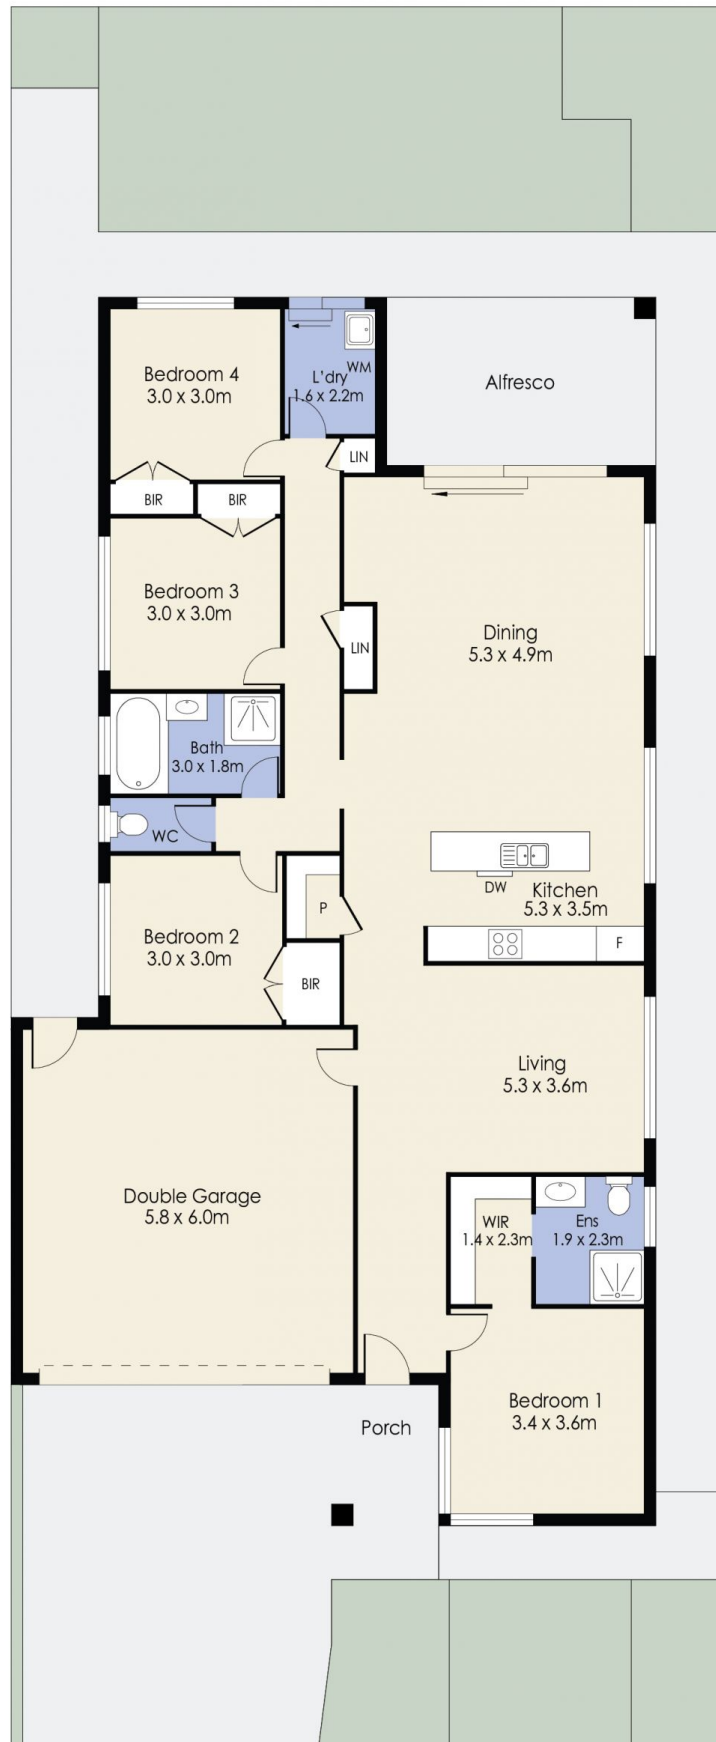 Bedroom 4
3.0 x 3.0m
L'dry
1.6 x 2.2m
WM
Alfresco
LIN
BIR
BIR
Bedroom 3
3.0 x 3.0m
LIN
Dining
5.3 x 4.9m
Bath
3.0 x 1.8m
WC
DW
Kitchen
5.3 x 3.5m
P
F
Bedroom 2
3.0 x 3.0m
BIR
Living
5.3 x 3.6m
Double Garage
5.8 x 6.0m
WIR
1.4 x 2.3m
Ens
1.9 x 2.3m
Bedroom 1
3.4 x 3.6m
Porch